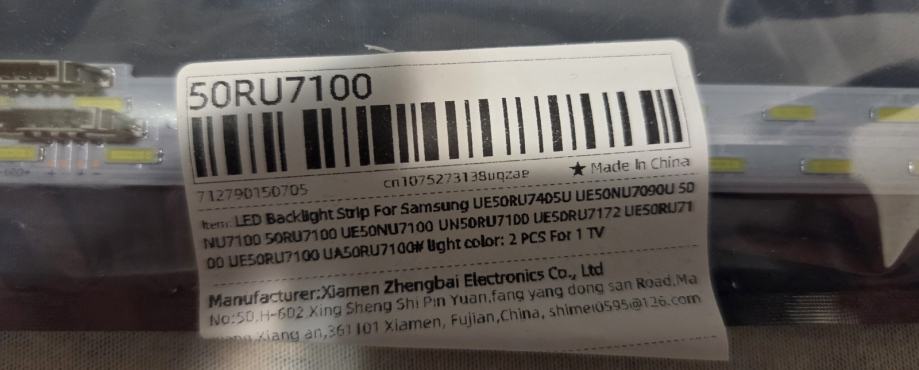 50RU7100
712790150705 cn1075273138uqzae ★ Made In China
Item: LED Backlight Strip For Samsung UE50RU7405U UE50NU7090U 50
NU7100 50RU7100 UE50NU7100 UN50RU7100 UE50RU7172 UE50RU71
00 UE50RU7100 UA50RU7100# light color: 2 PCS For 1 TV
Manufacturer:Xiamen Zhengbai Electronics Co., Ltd
No:50,H-602,Xing Sheng Shi Pin Yuan,fang yang dong san Road,Ma
Xiang an,361101 Xiamen, Fujian,China, shimei0595@126.com